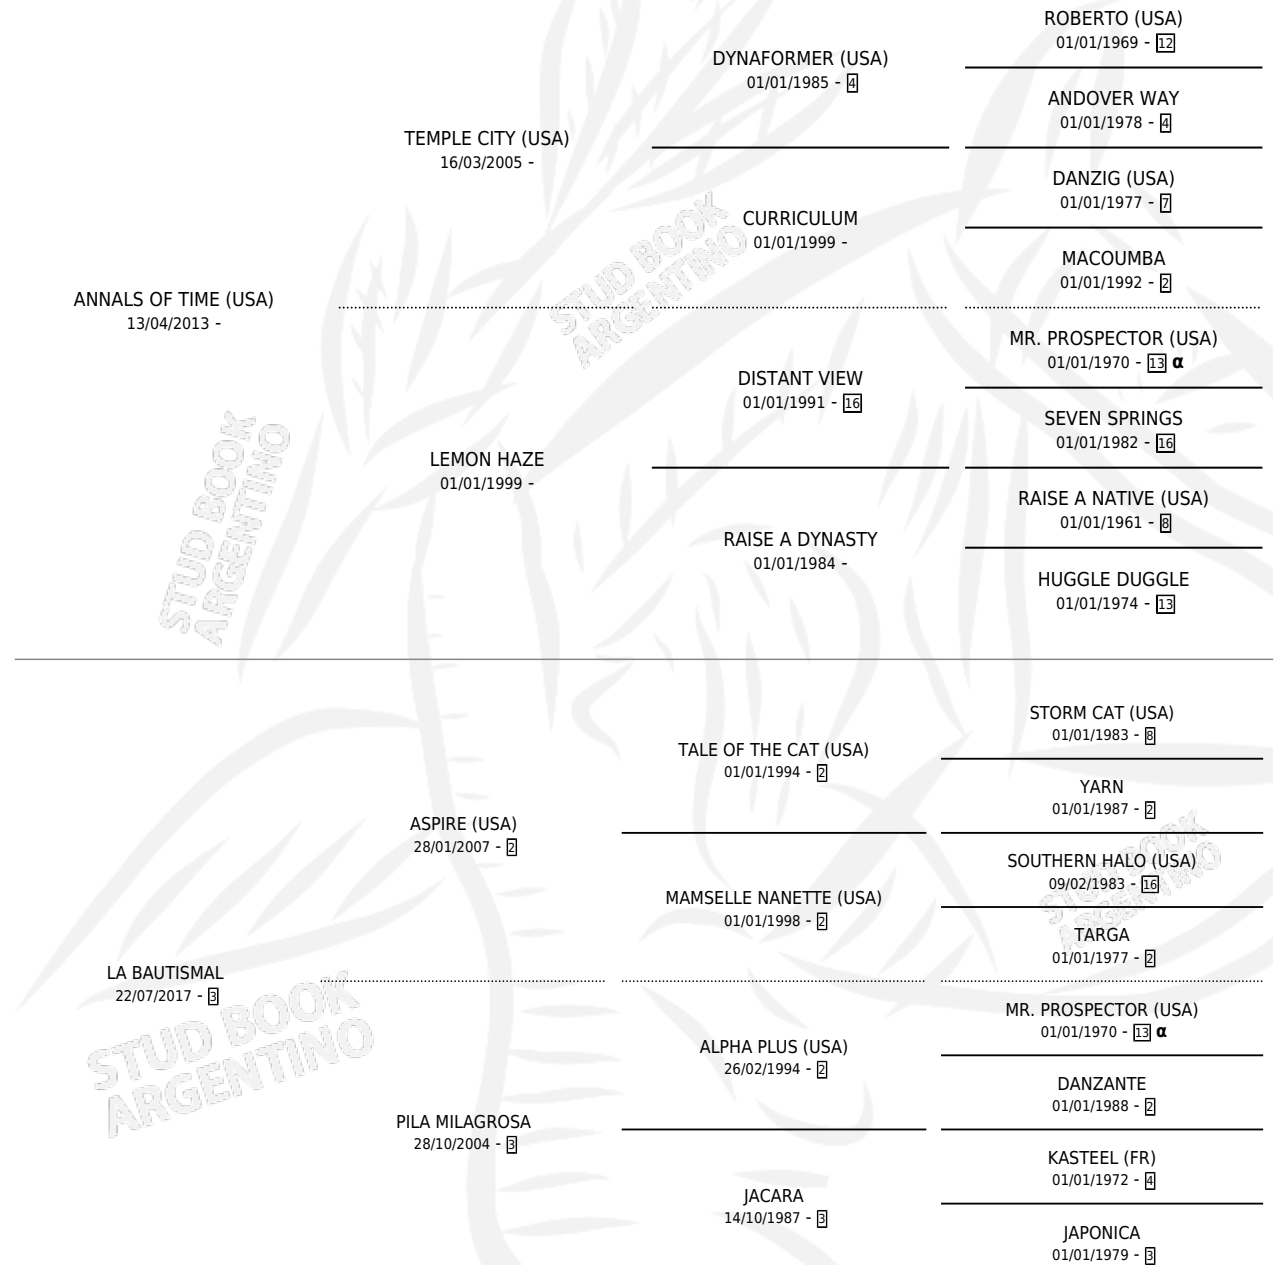 ROBERTO (USA)
01/01/1969 - 12
DYNAFORMER (USA)
01/01/1985 - 4
ANDOVER WAY
01/01/1978 - 4
TEMPLE CITY (USA)
16/03/2005 -
DANZIG (USA)
01/01/1977 - 7
CURRICULUM
01/01/1999 -
MACOUMBA
01/01/1992 - 2
ANNALS OF TIME (USA)
13/04/2013 -
MR. PROSPECTOR (USA)
01/01/1970 - 13 α
DISTANT VIEW
01/01/1991 - 16
SEVEN SPRINGS
01/01/1982 - 16
LEMON HAZE
01/01/1999 -
RAISE A NATIVE (USA)
01/01/1961 - 8
RAISE A DYNASTY
01/01/1984 -
HUGGLE DUGGLE
01/01/1974 - 13
STORM CAT (USA)
01/01/1983 - 8
TALE OF THE CAT (USA)
01/01/1994 - 2
YARN
01/01/1987 - 2
ASPIRE (USA)
28/01/2007 - 2
SOUTHERN HALO (USA)
09/02/1983 - 16
MAMSELLE NANETTE (USA)
01/01/1998 - 2
TARGA
01/01/1977 - 2
LA BAUTISMAL
22/07/2017 - 3
MR. PROSPECTOR (USA)
01/01/1970 - 13 α
ALPHA PLUS (USA)
26/02/1994 - 2
DANZANTE
01/01/1988 - 2
PILA MILAGROSA
28/10/2004 - 3
KASTEEL (FR)
01/01/1972 - 4
JACARA
14/10/1987 - 3
JAPONICA
01/01/1979 - 3
STUD BOOK
ARGENTINO
STUD BOOK
ARGENTINO
STUD BOOK
ARGENTINO
STUD BOOK
ARGENTINO